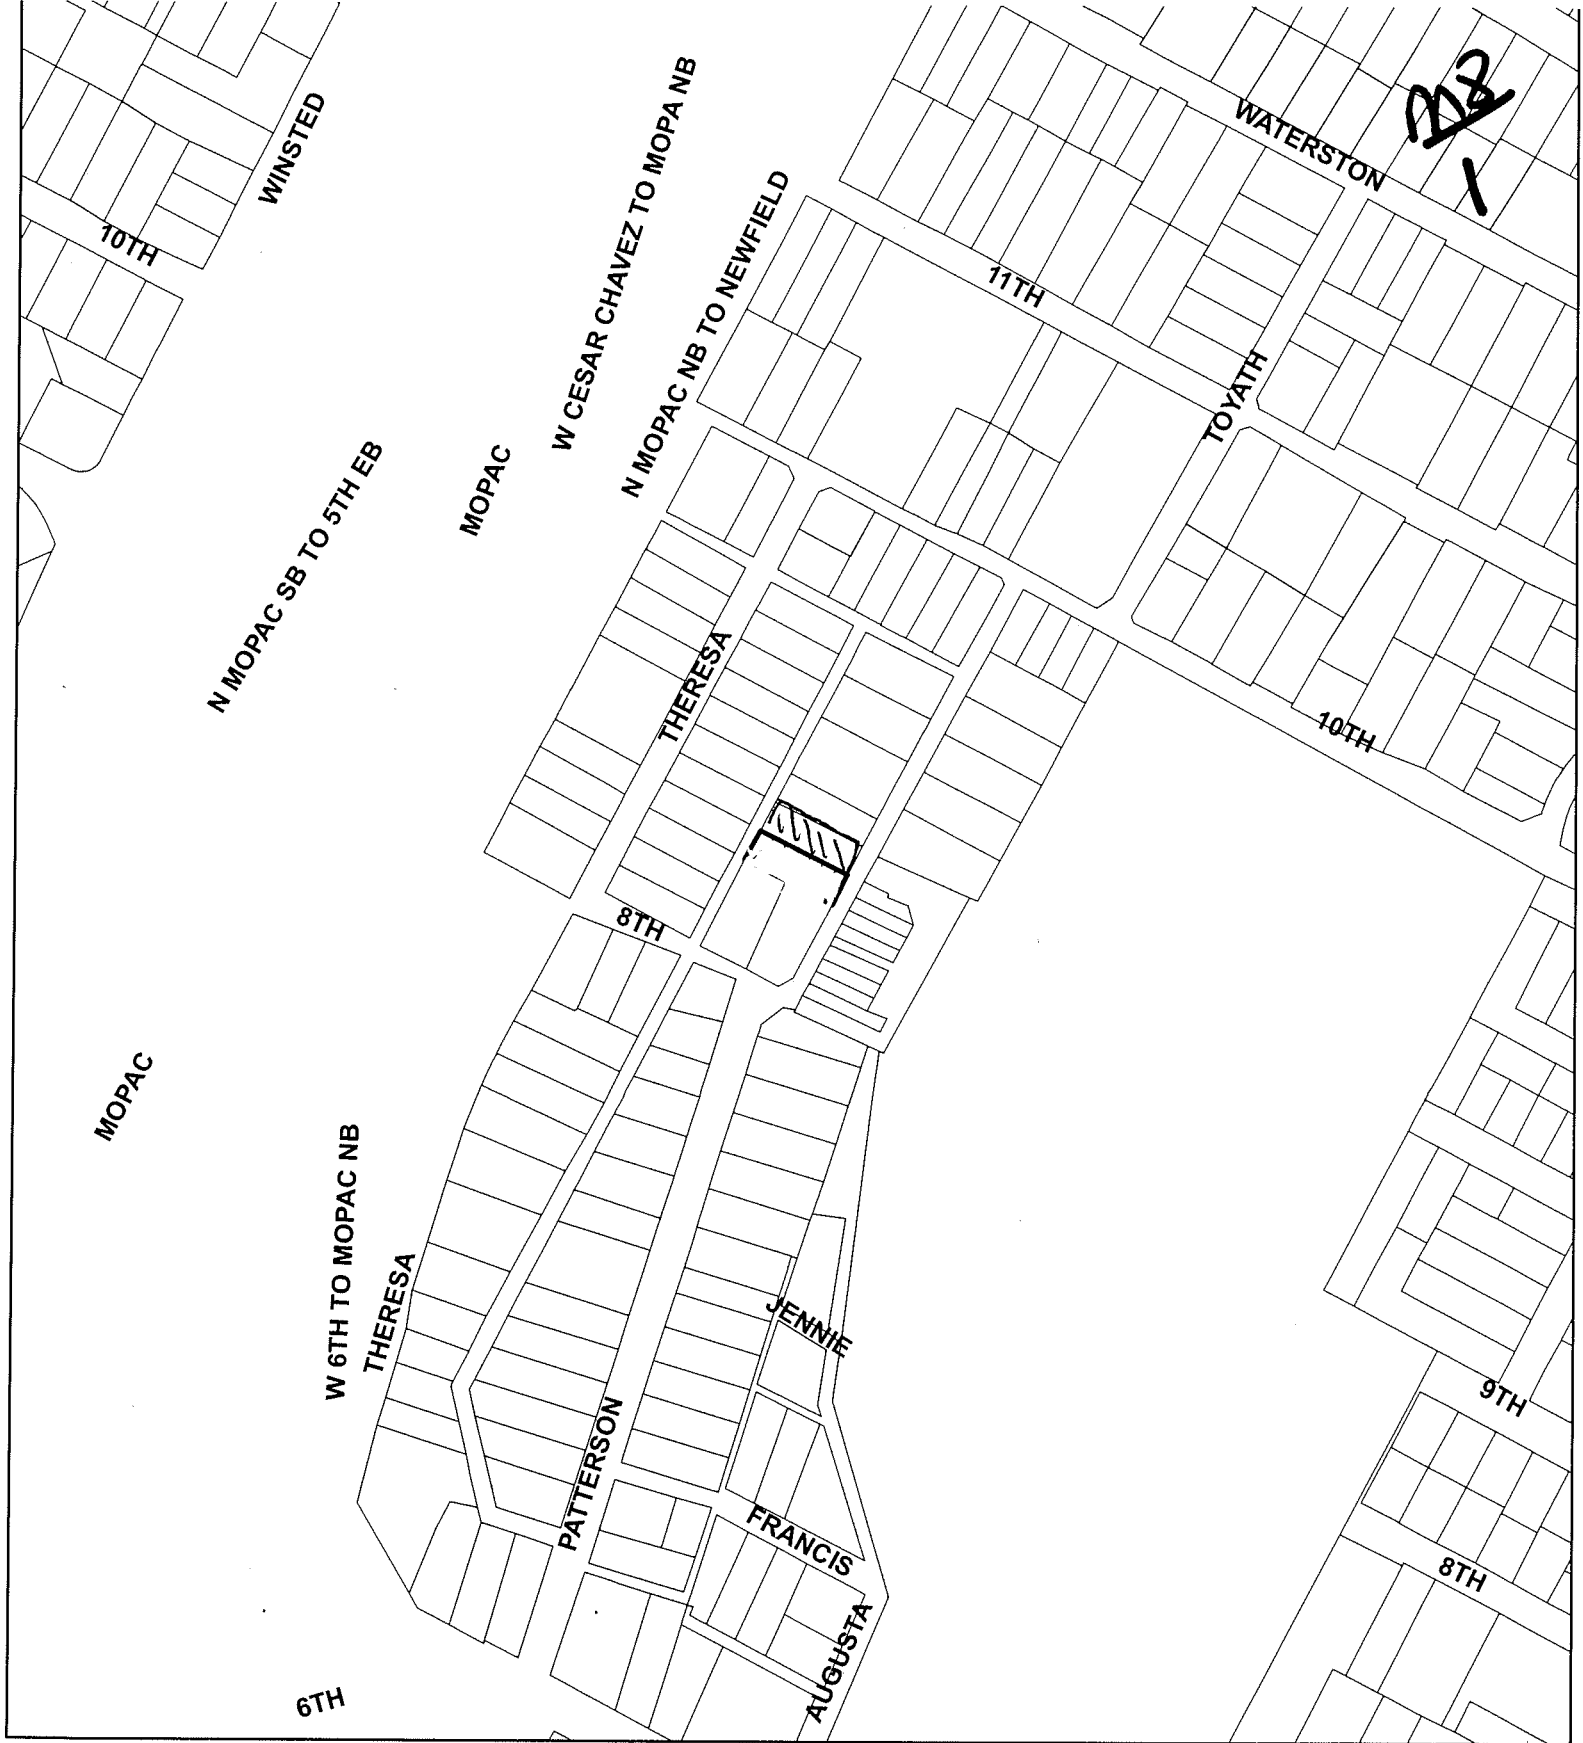 WINSTED
W CESAR CHAVEZ TO MOPA NB
WATERSTON
1
N MOPAC NB TO NEWFIELD
10TH
11TH
TOYATH
N MOPAC SB TO 5TH EB
MOPAC
THERESA
10TH
8TH
MOPAC
W 6TH TO MOPAC NB
THERESA
JENNIE
9TH
PATTERSON
FRANCIS
8TH
AUGUSTA
6TH